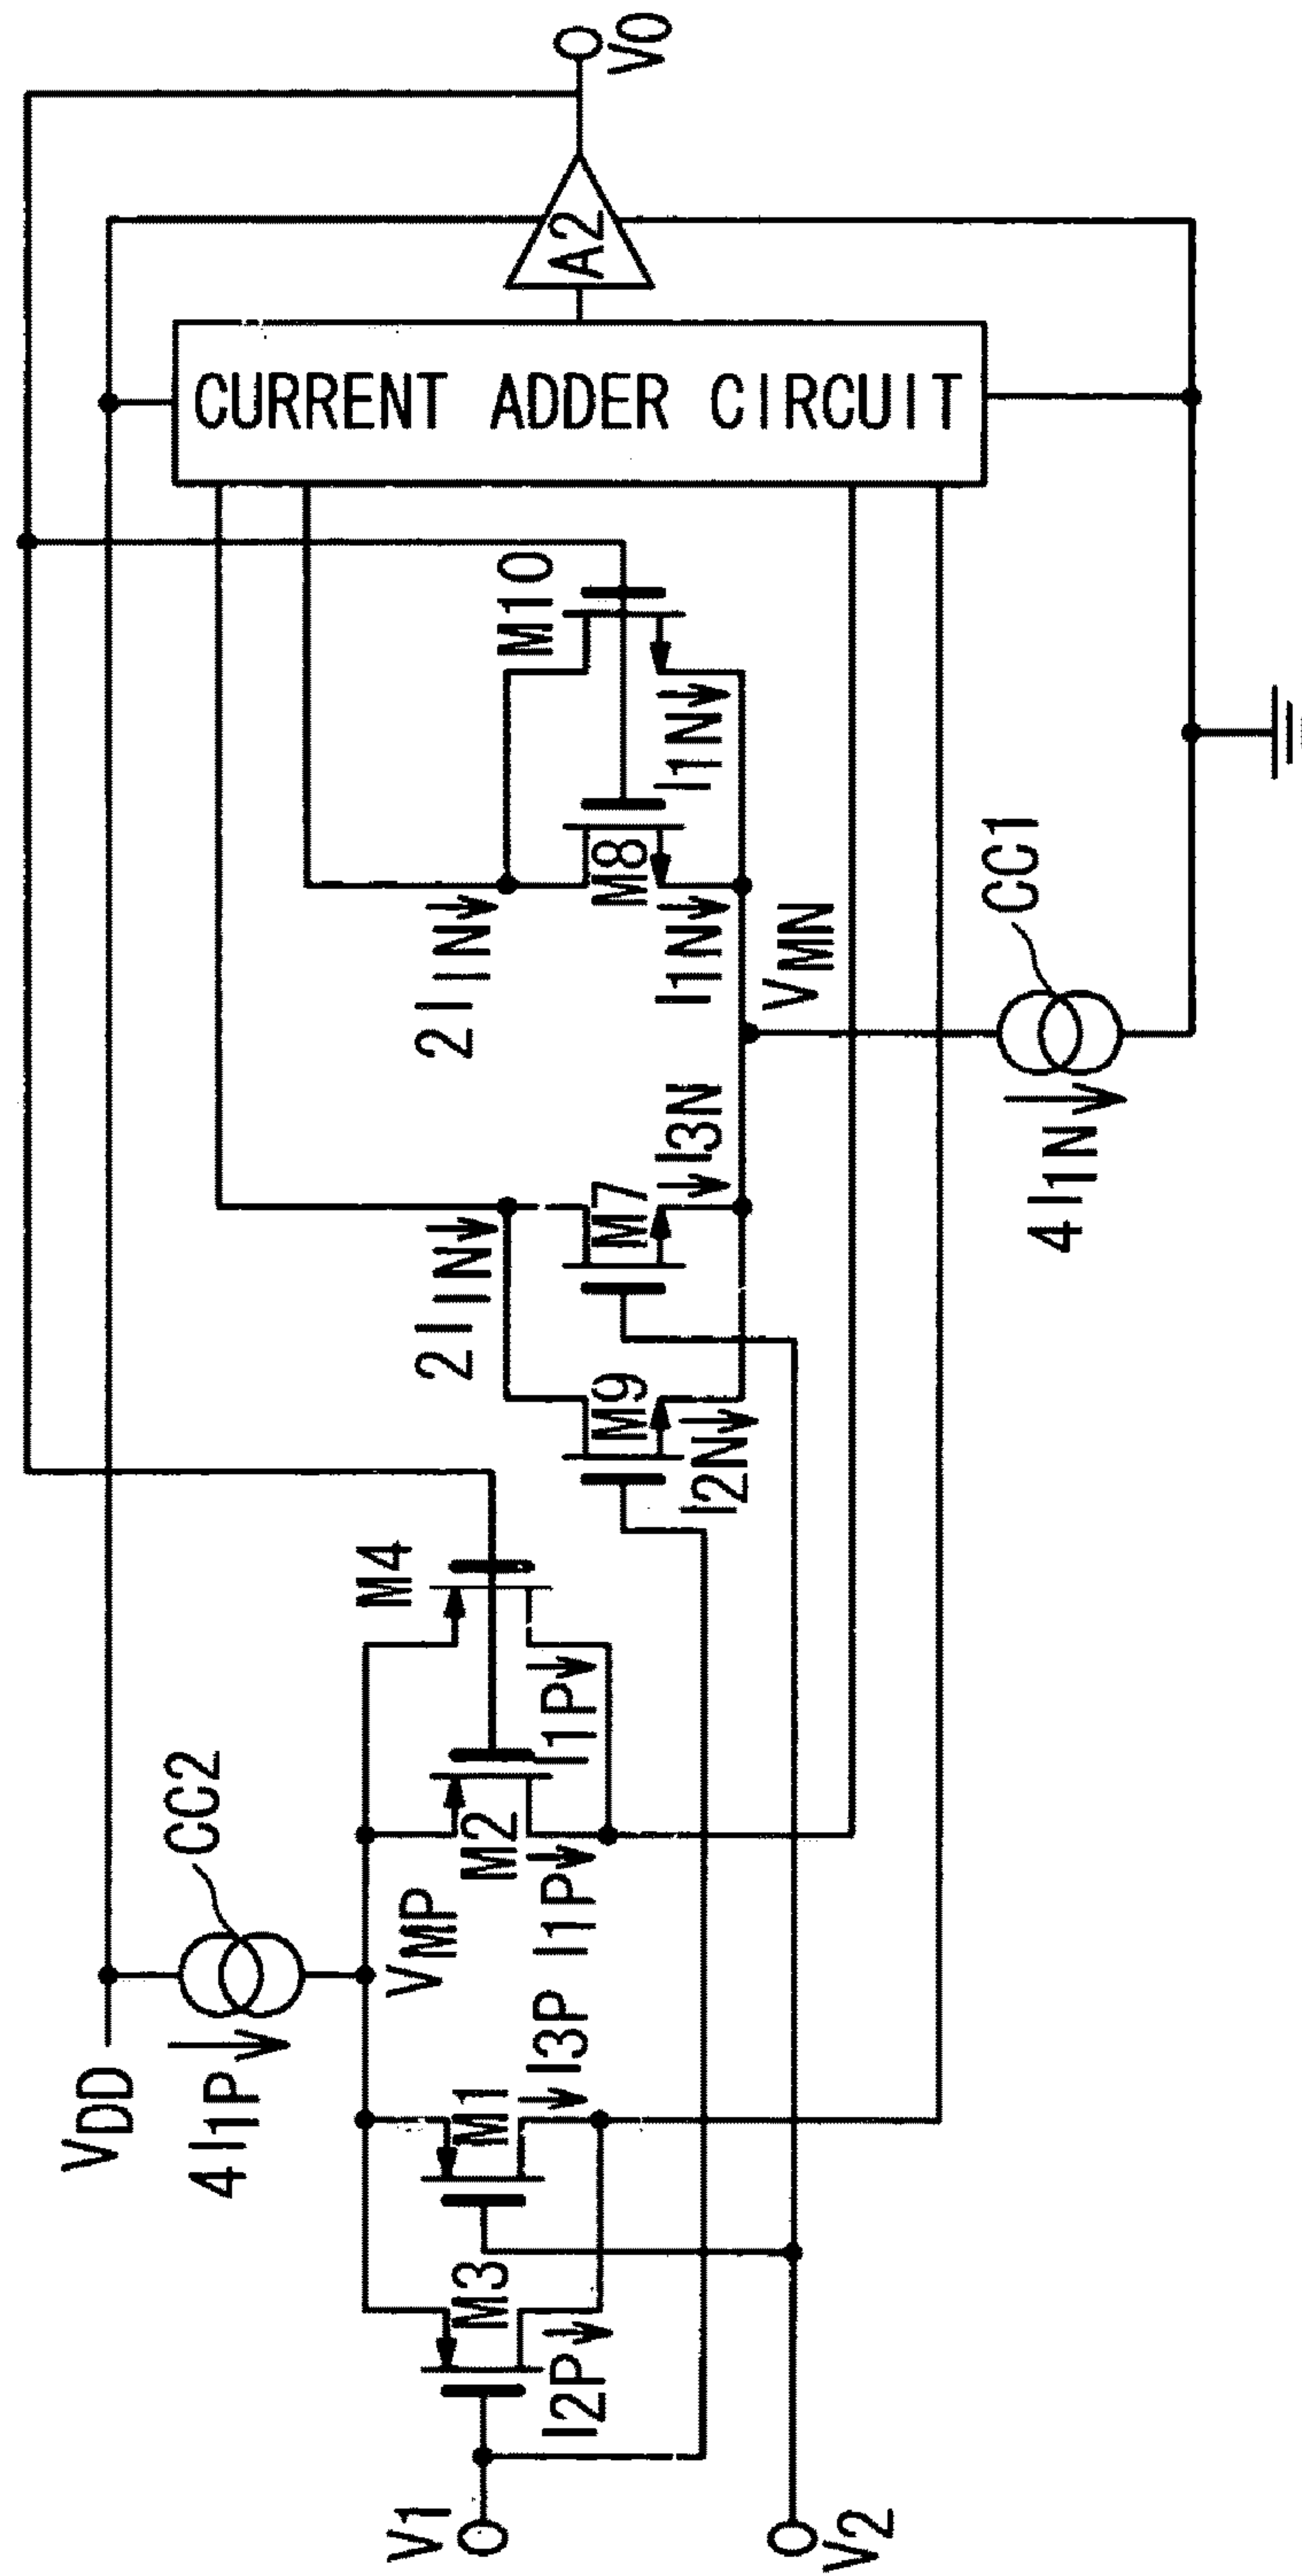 V1
V2
VDD
4I1P
CC2
VMP
M3
I2P
M1
I3P
M2
I1P
M4
I1P
M9
I2N
M7
I3N
2I1N
2I1N
M8
I1N
M10
I1N
VMN
4I1N
CC1
CURRENT ADDER CIRCUIT
A2
VO